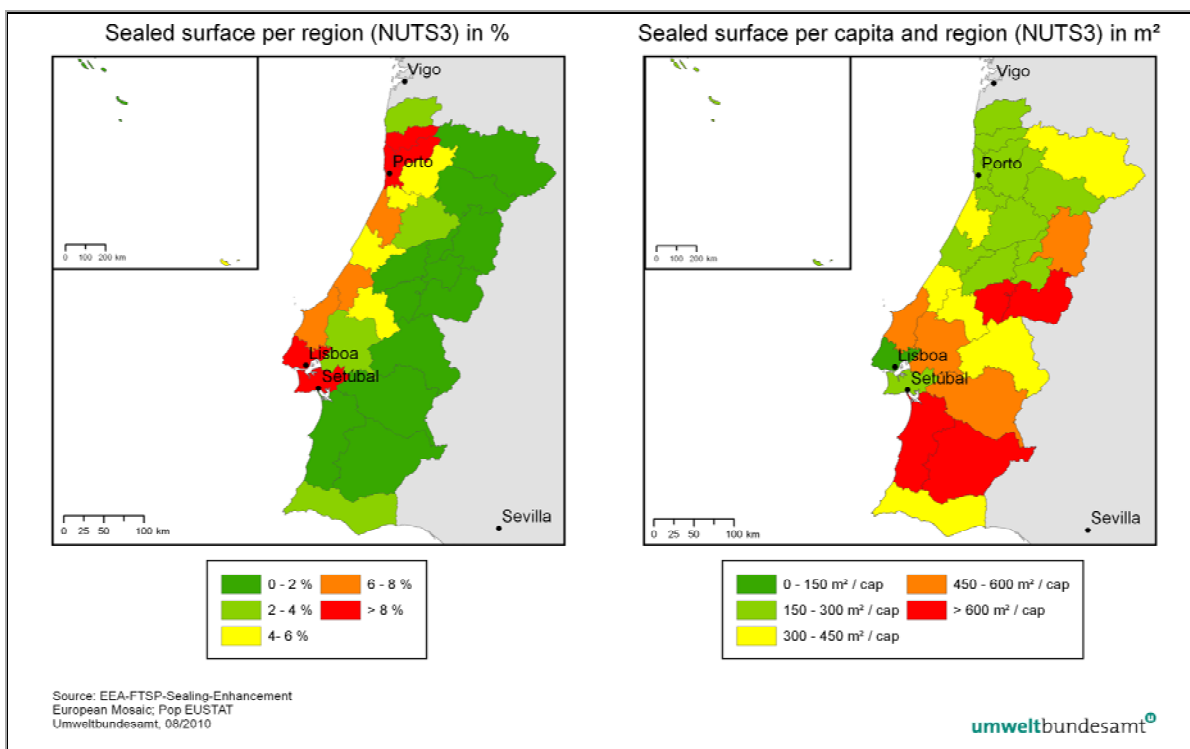 Sealed surface per region (NUTS3) in %
Vigo
Porto
Lisboa
Setúbal
Sevilla
0 100 200 km
0 25 50 100 km
0 - 2 %
6 - 8 %
2 - 4 %
> 8 %
4- 6 %
Sealed surface per capita and region (NUTS3) in m²
Vigo
Porto
Lisboa
Setúbal
Sevilla
0 100 200 km
0 25 50 100 km
0 - 150 m² / cap
450 - 600 m² / cap
150 - 300 m² / cap
> 600 m² / cap
300 - 450 m² / cap
Source: EEA-FTSP-Sealing-Enhancement
European Mosaic; Pop EUSTAT
Umweltbundesamt, 08/2010
umweltbundesamt
u